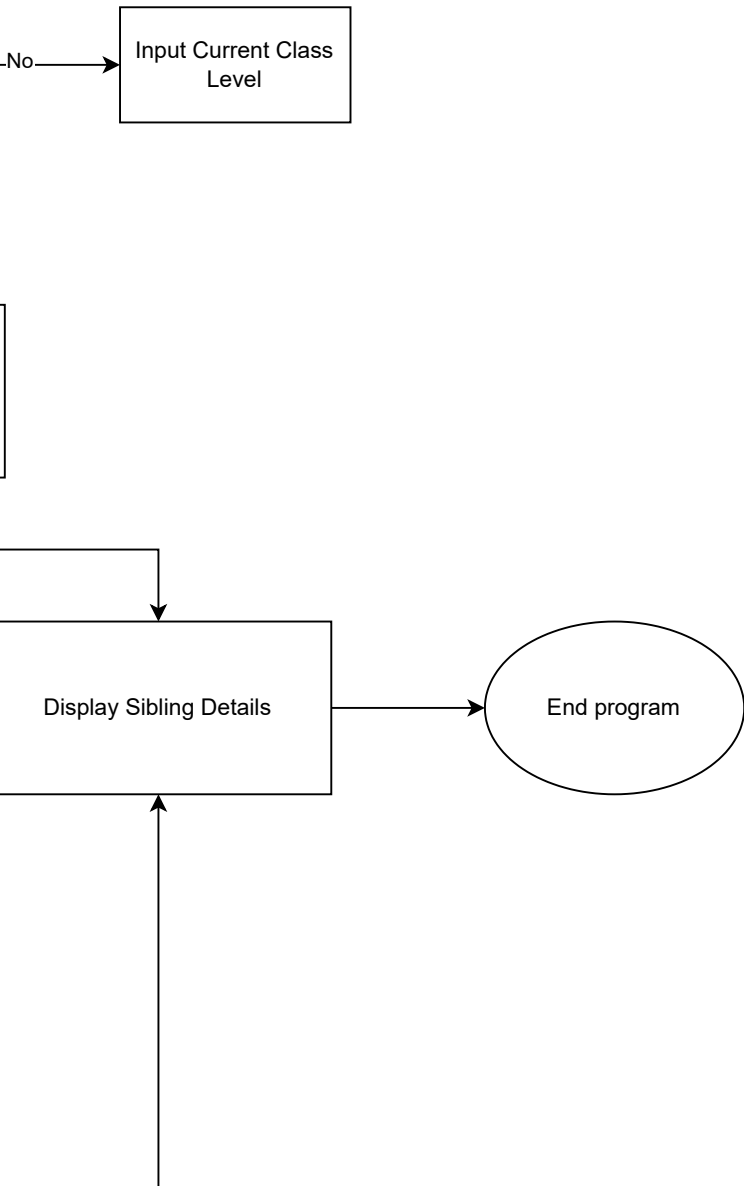 No
Input Current Class
Level
Display Sibling Details
End program